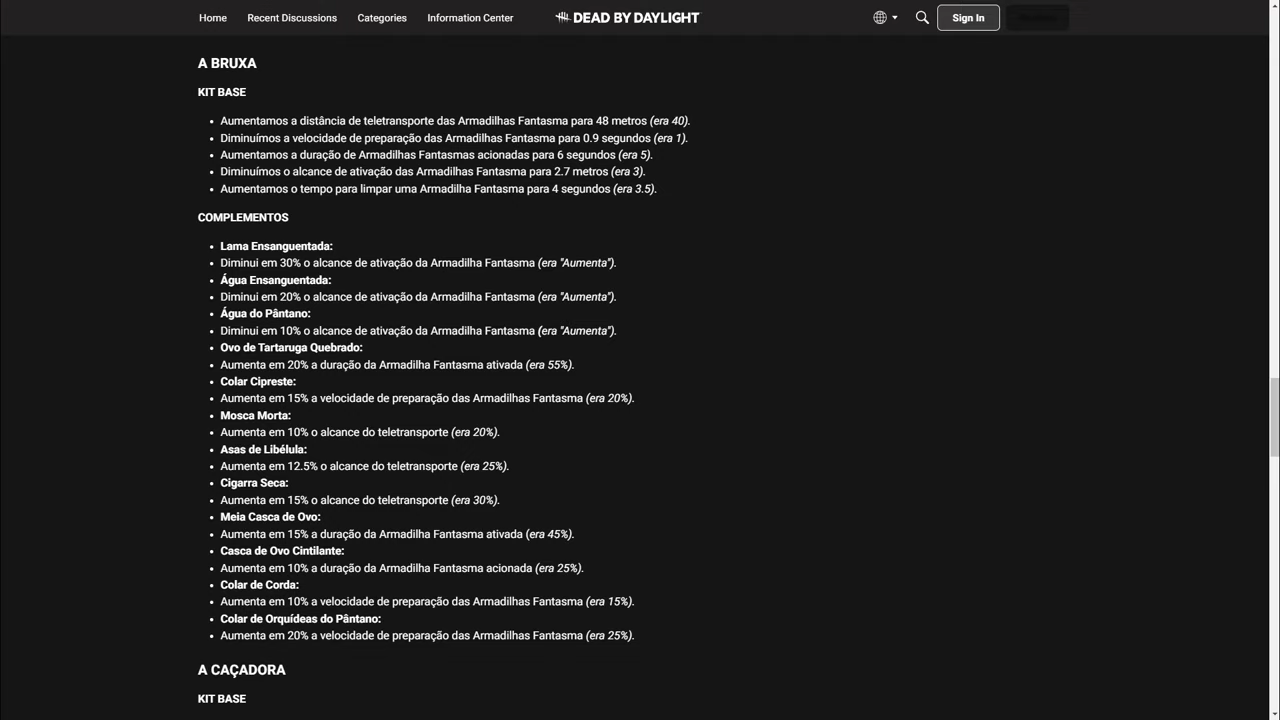 Home Recent Discussions Categories Information Center DEAD BY DAYLIGHT Sign In
A BRUXA
KIT BASE
• Aumentamos a distância de teletransporte das Armadilhas Fantasma para 48 metros (era 40).
• Diminuímos a velocidade de preparação das Armadilhas Fantasma para 0.9 segundos (era 1).
• Aumentamos a duração de Armadilhas Fantasmas acionadas para 6 segundos (era 5).
• Diminuímos o alcance de ativação das Armadilhas Fantasma para 2.7 metros (era 3).
• Aumentamos o tempo para limpar uma Armadilha Fantasma para 4 segundos (era 3.5).
COMPLEMENTOS
• Lama Ensanguentada:
• Diminui em 30% o alcance de ativação da Armadilha Fantasma (era "Aumenta").
• Água Ensanguentada:
• Diminui em 20% o alcance de ativação da Armadilha Fantasma (era "Aumenta").
• Água do Pântano:
• Diminui em 10% o alcance de ativação da Armadilha Fantasma (era "Aumenta").
• Ovo de Tartaruga Quebrado:
• Aumenta em 20% a duração da Armadilha Fantasma ativada (era 55%).
• Colar Cipreste:
• Aumenta em 15% a velocidade de preparação das Armadilhas Fantasma (era 20%).
• Mosca Morta:
• Aumenta em 10% o alcance do teletransporte (era 20%).
• Asas de Libélula:
• Aumenta em 12.5% o alcance do teletransporte (era 25%).
• Cigarra Seca:
• Aumenta em 15% o alcance do teletransporte (era 30%).
• Meia Casca de Ovo:
• Aumenta em 15% a duração da Armadilha Fantasma ativada (era 45%).
• Casca de Ovo Cintilante:
• Aumenta em 10% a duração da Armadilha Fantasma acionada (era 25%).
• Colar de Corda:
• Aumenta em 10% a velocidade de preparação das Armadilhas Fantasma (era 15%).
• Colar de Orquídeas do Pântano:
• Aumenta em 20% a velocidade de preparação das Armadilhas Fantasma (era 25%).
A CAÇADORA
KIT BASE